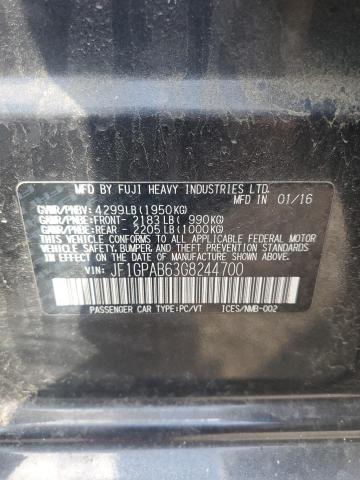 MFD BY FUJI HEAVY INDUSTRIES LTD.
MFD IN 01/16
GVWR/PNBV: 4299LB(1950KG)
GAWR/PNBE:FRONT- 2183LB( 990KG)
GAWR/PNBE:REAR - 2205LB(1000KG)
THIS VEHICLE CONFORMS TO ALL APPLICABLE
FEDERAL MOTOR VEHICLE SAFETY,
BUMPER, AND THEFT PREVENTION STANDARDS
IN EFFECT ON THE DATE OF MANUFACTURE
SHOWN ABOVE.
VIN: JF1GPAB63G8244700
PASSENGER CAR TYPE:PC/VT ICES/NMB-002